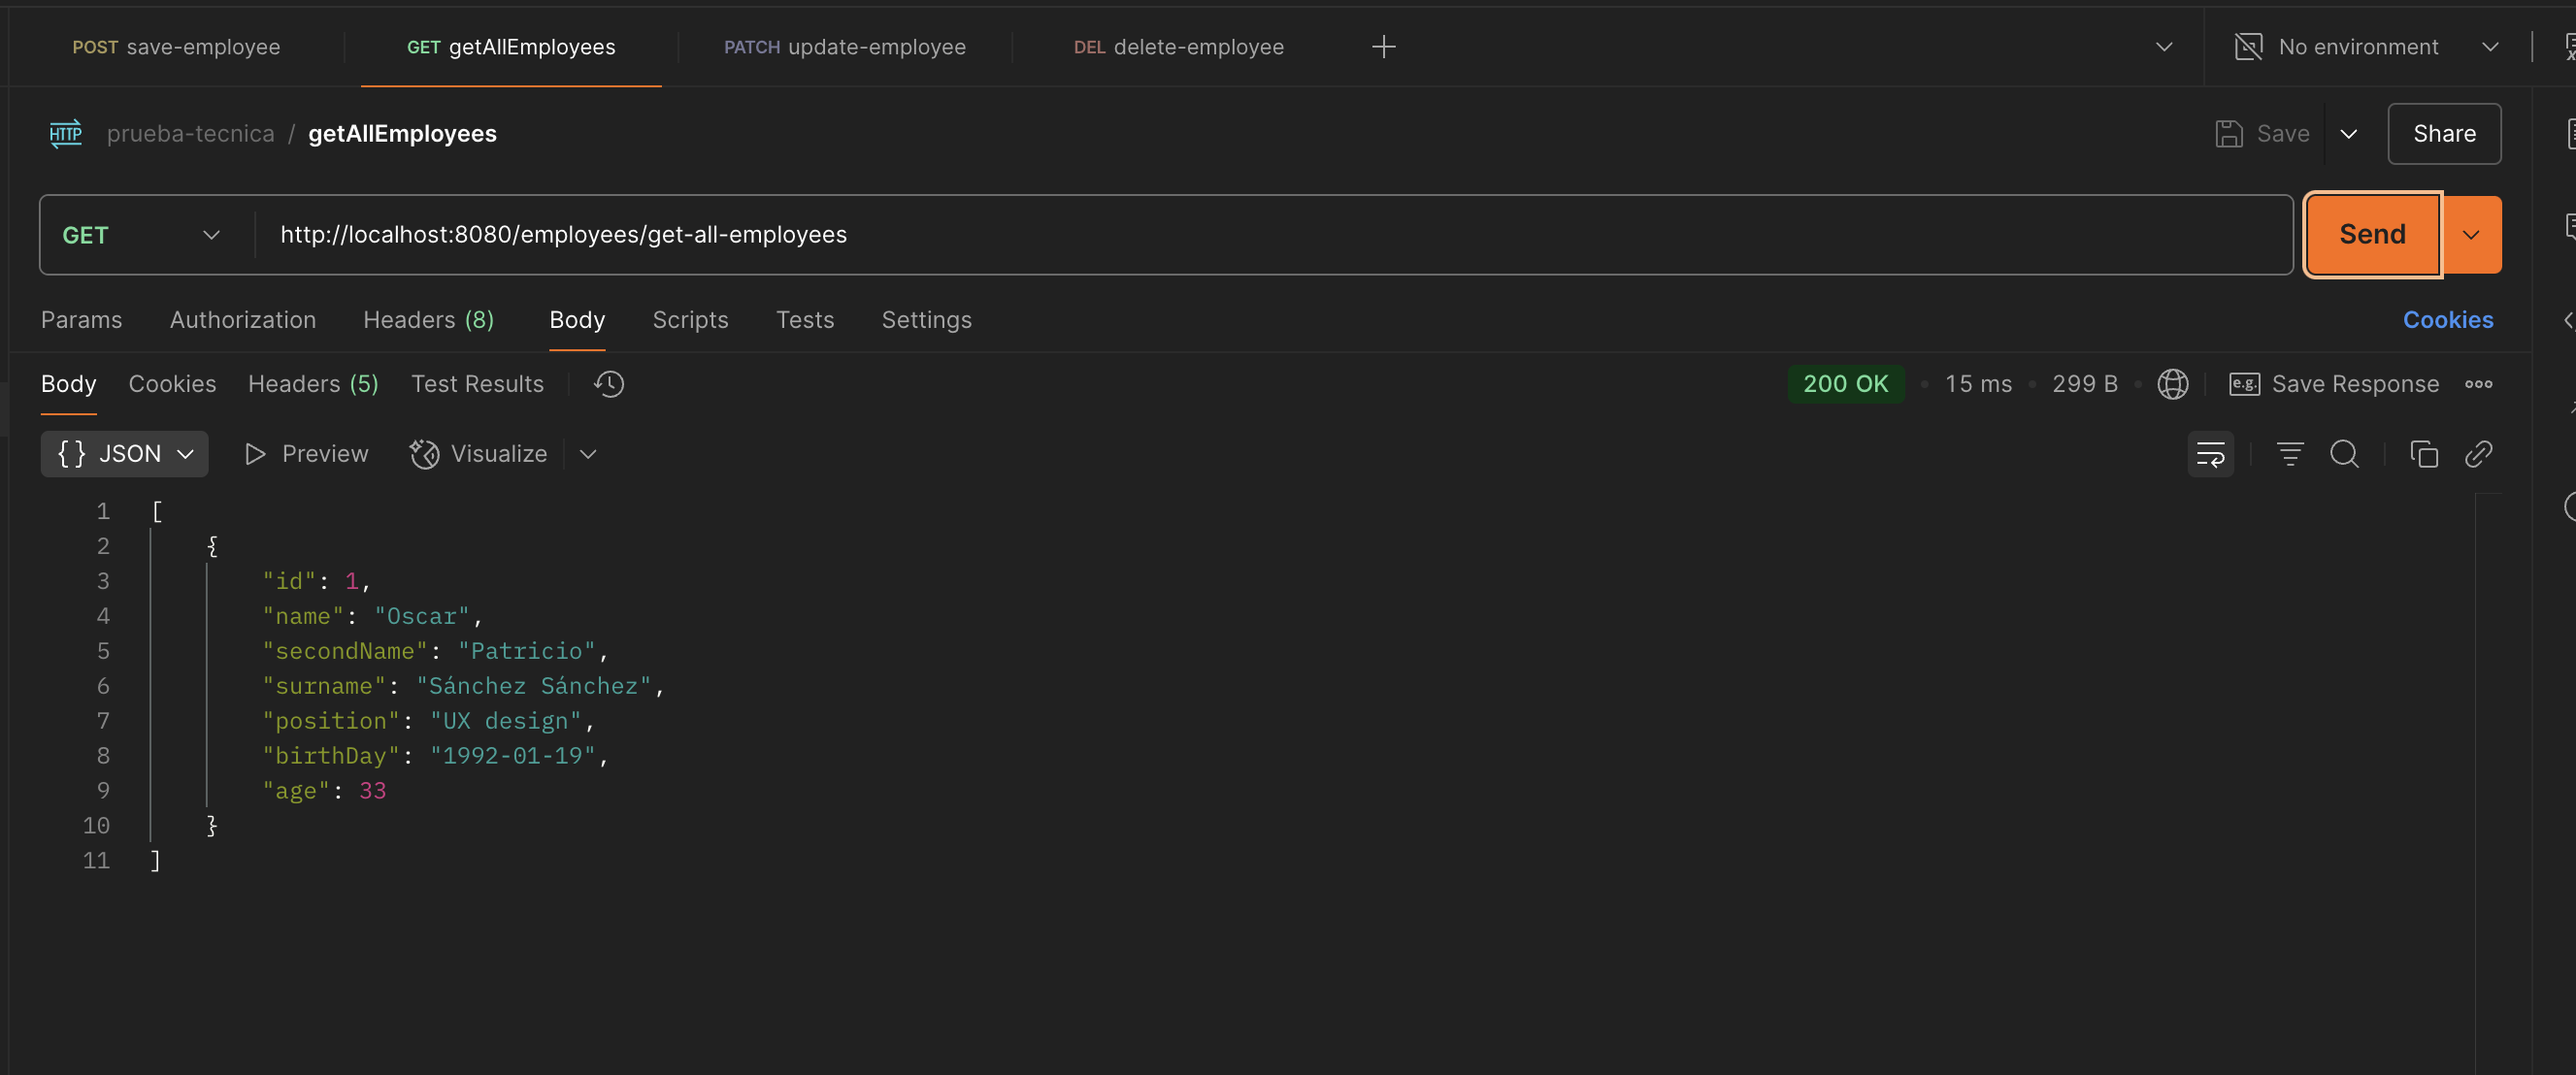 POST save-employee GET getAllEmployees PATCH update-employee DEL delete-employee No environment
HTTP prueba-tecnica / getAllEmployees Save Share
GET http://localhost:8080/employees/get-all-employees Send
Params Authorization Headers (8) Body Scripts Tests Settings Cookies
Body Cookies Headers (5) Test Results 200 OK 15 ms 299 B e.g. Save Response
{} JSON Preview Visualize
1 [
2 {
3 "id": 1,
4 "name": "Oscar",
5 "secondName": "Patricio",
6 "surname": "Sánchez Sánchez",
7 "position": "UX design",
8 "birthDay": "1992-01-19",
9 "age": 33
10 }
11 ]